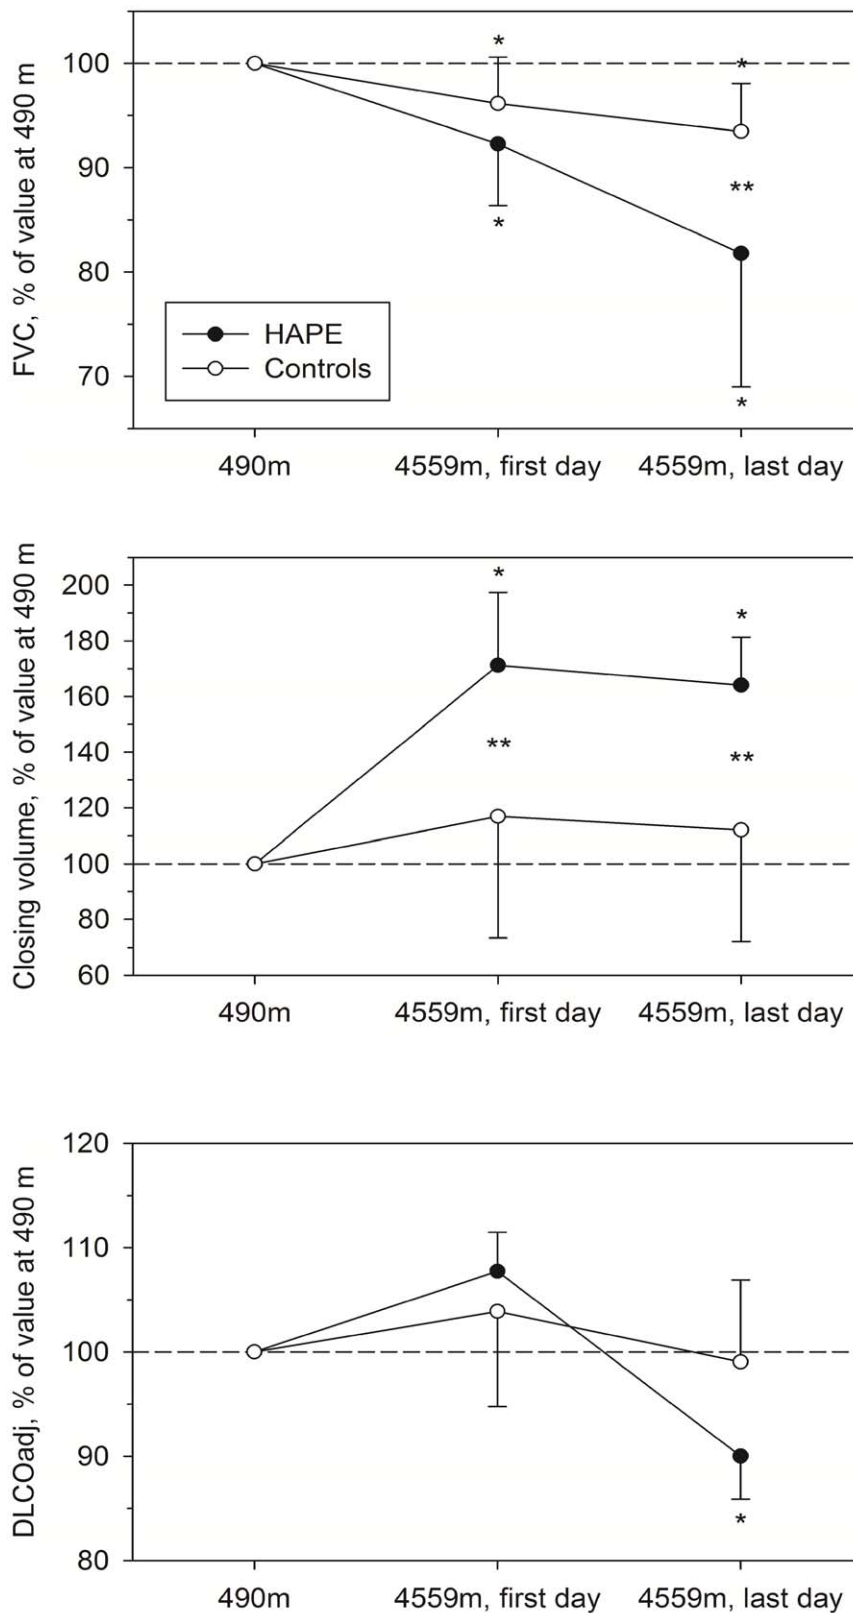 FVC, % of value at 490 m
100
90
80
70
*
*
**
*
*
HAPE
Controls
490m
4559m, first day
4559m, last day
Closing volume, % of value at 490 m
200
180
160
140
120
100
80
60
*
*
**
**
490m
4559m, first day
4559m, last day
DLCOadj, % of value at 490 m
120
110
100
90
80
*
490m
4559m, first day
4559m, last day